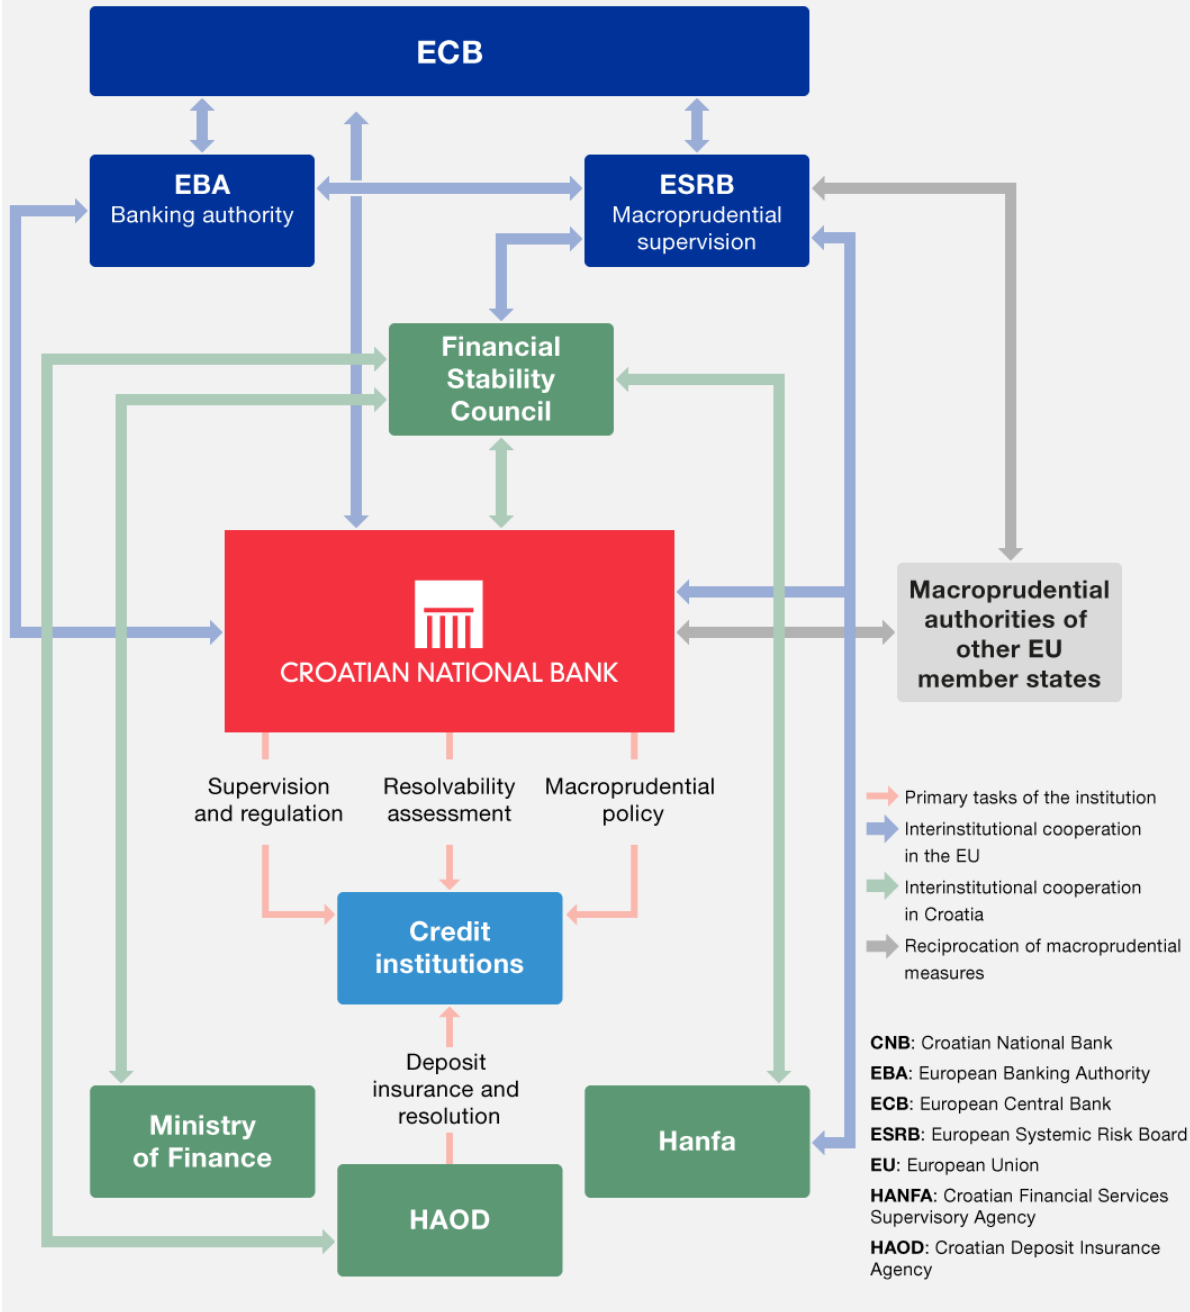 ECB
EBA
Banking authority
ESRB
Macroprudential
supervision
Financial
Stability
Council
CROATIAN NATIONAL BANK
Macroprudential
authorities of
other EU
member states
Supervision
and regulation
Resolvability
assessment
Macroprudential
policy
Credit
institutions
Deposit
insurance and
resolution
Ministry
of Finance
HAOD
Hanfa
Primary tasks of the institution
Interinstitutional cooperation
in the EU
Interinstitutional cooperation
in Croatia
Reciprocation of macroprudential
measures
CNB: Croatian National Bank
EBA: European Banking Authority
ECB: European Central Bank
ESRB: European Systemic Risk Board
EU: European Union
HANFA: Croatian Financial Services
Supervisory Agency
HAOD: Croatian Deposit Insurance
Agency